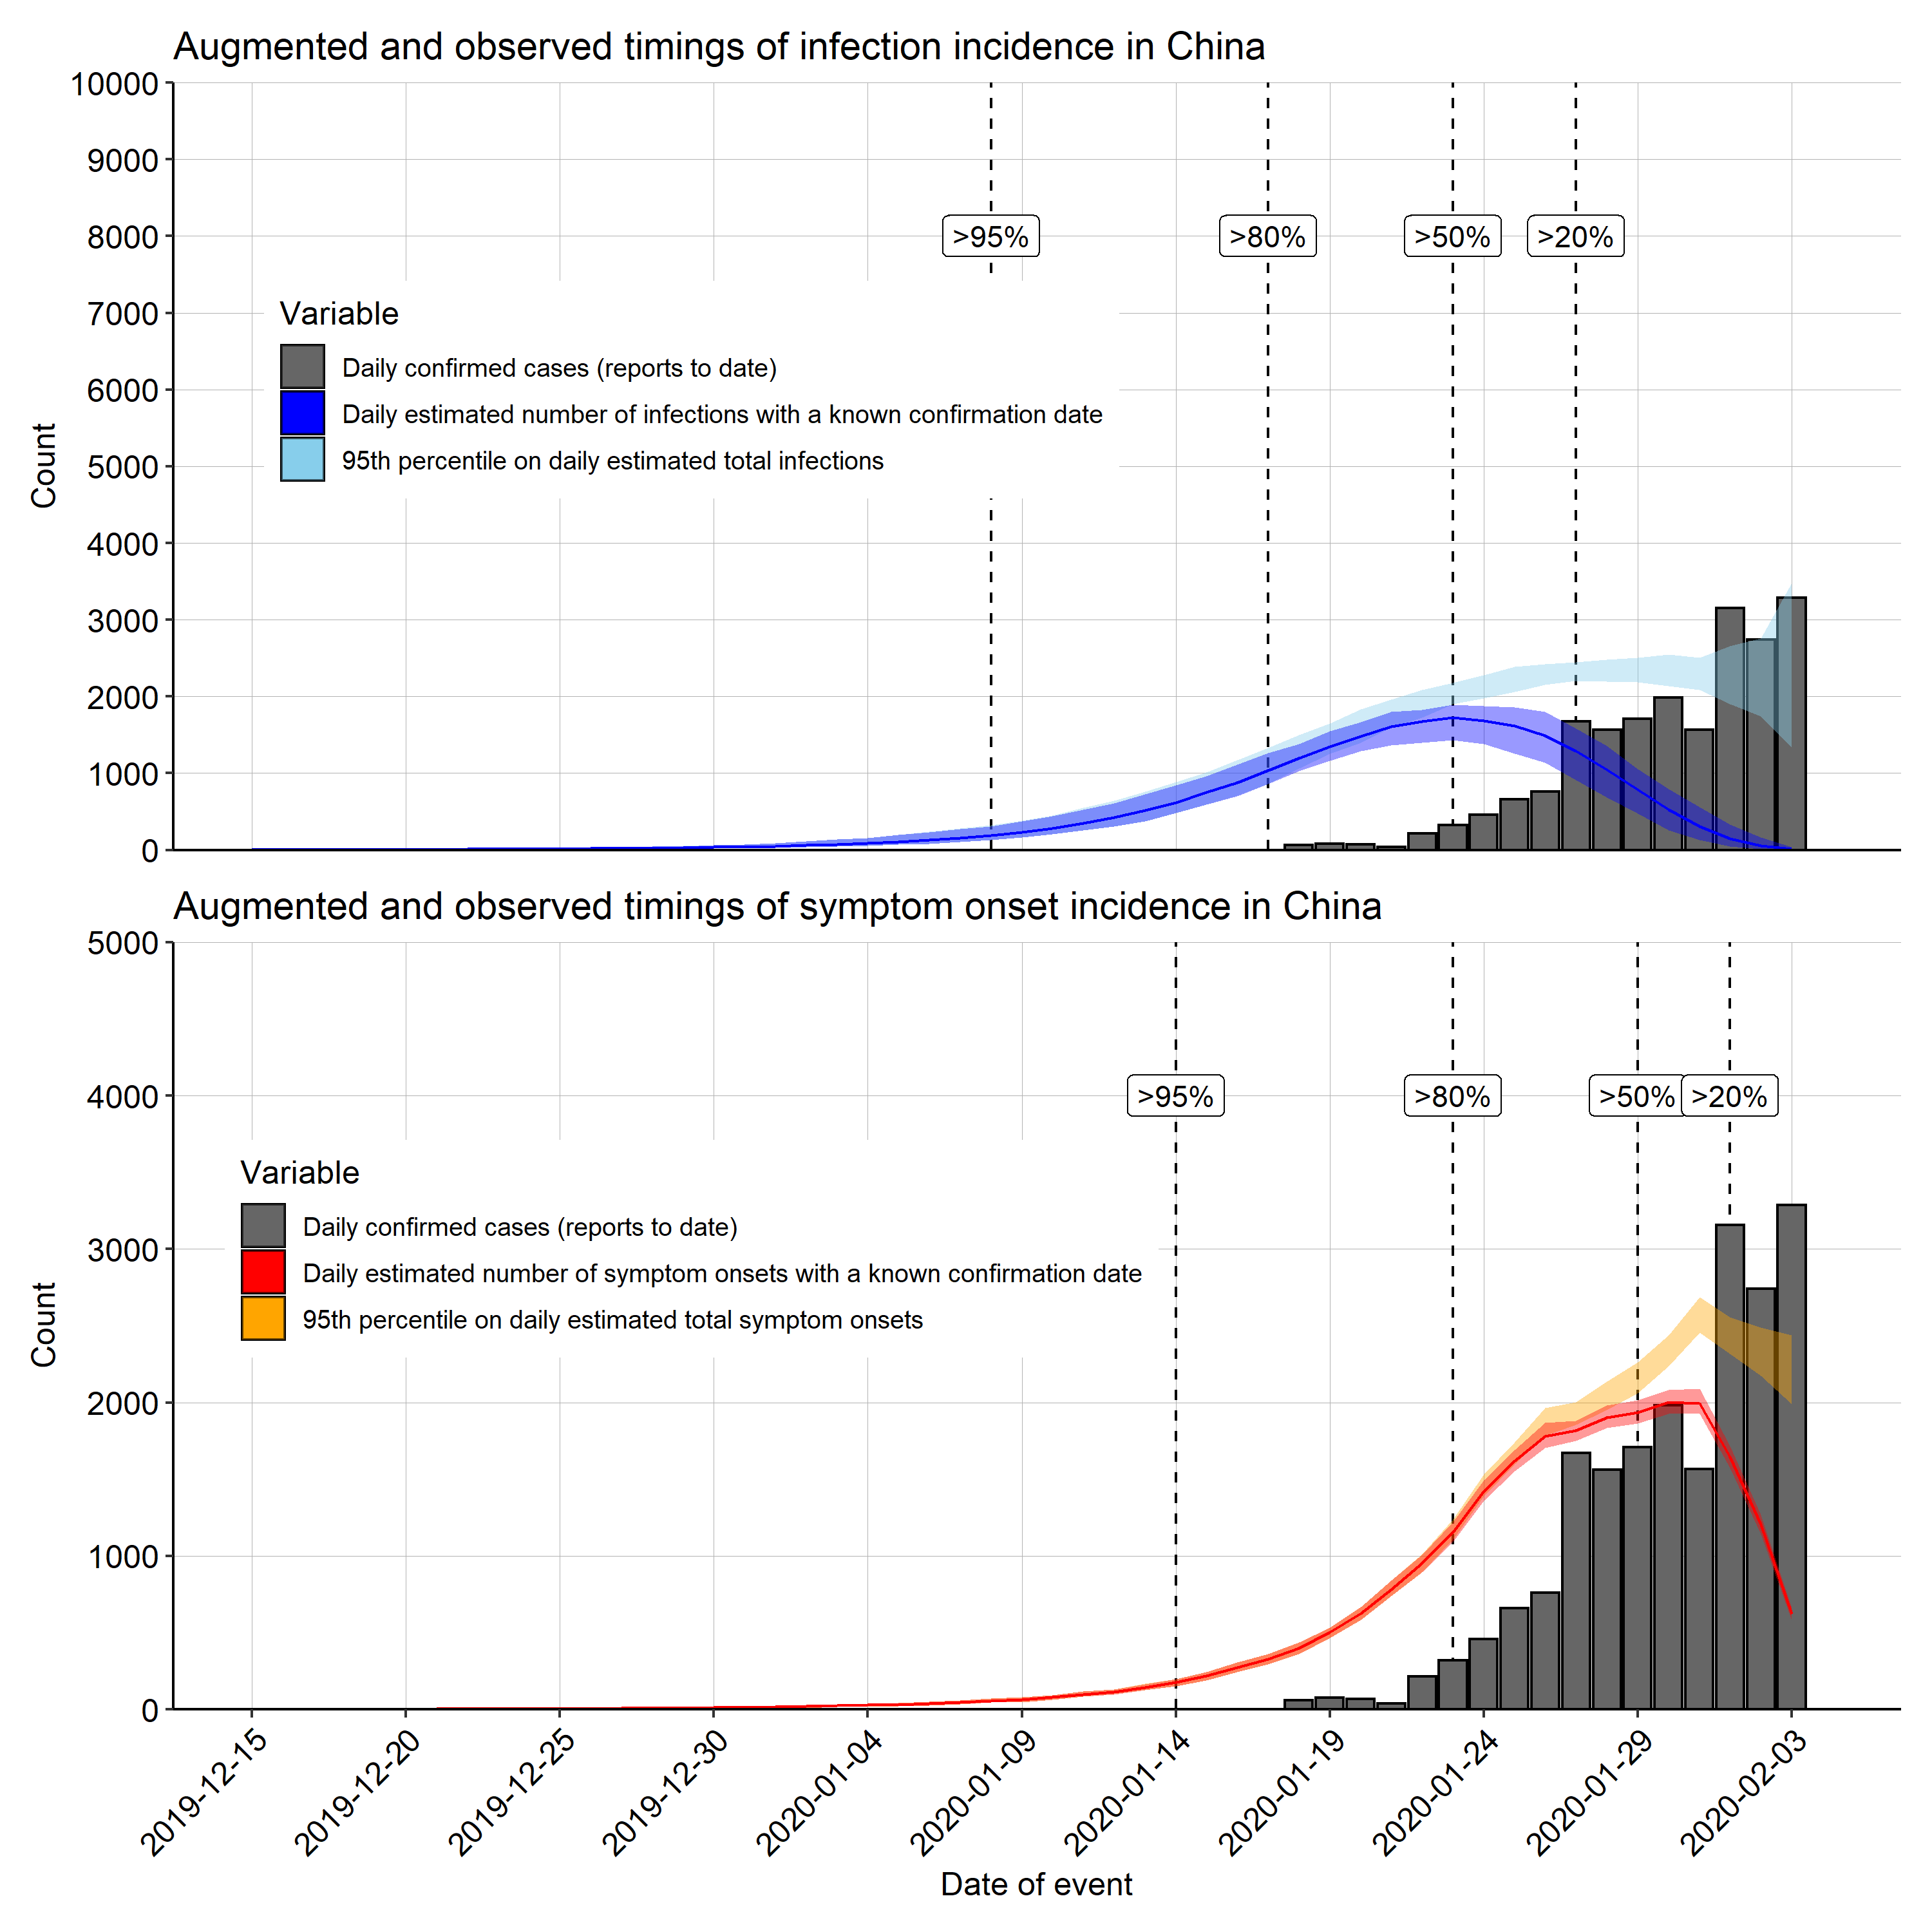 Augmented and observed timings of infection incidence in China
10000
9000
8000
7000
6000
5000
4000
3000
2000
1000
0
Count
>95%
>80%
>50%
>20%
Variable
Daily confirmed cases (reports to date)
Daily estimated number of infections with a known confirmation date
95th percentile on daily estimated total infections
Augmented and observed timings of symptom onset incidence in China
5000
4000
3000
2000
1000
0
Count
>95%
>80%
>50%
>20%
Variable
Daily confirmed cases (reports to date)
Daily estimated number of symptom onsets with a known confirmation date
95th percentile on daily estimated total symptom onsets
2019-12-15
2019-12-20
2019-12-25
2019-12-30
2020-01-04
2020-01-09
2020-01-14
2020-01-19
2020-01-24
2020-01-29
2020-02-03
Date of event